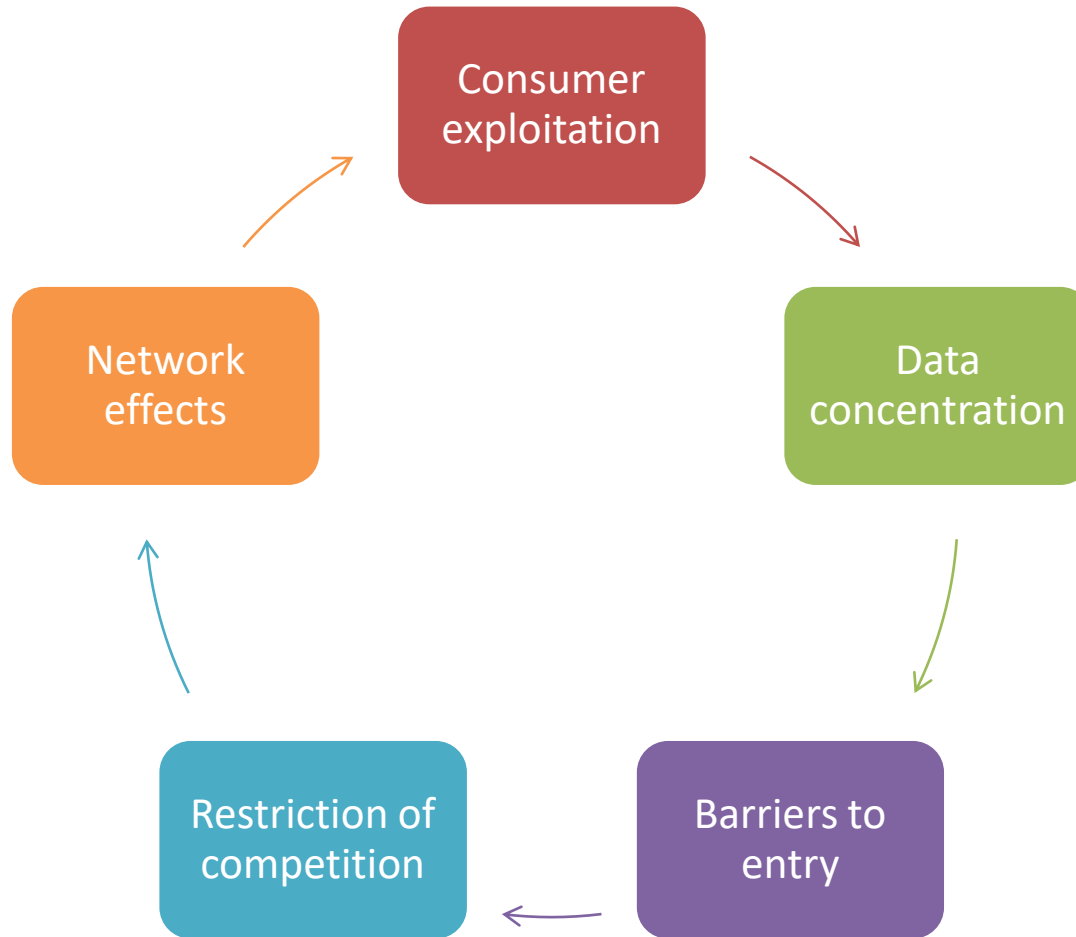 Consumer
exploitation
Data
concentration
Barriers to
entry
Restriction of
competition
Network
effects